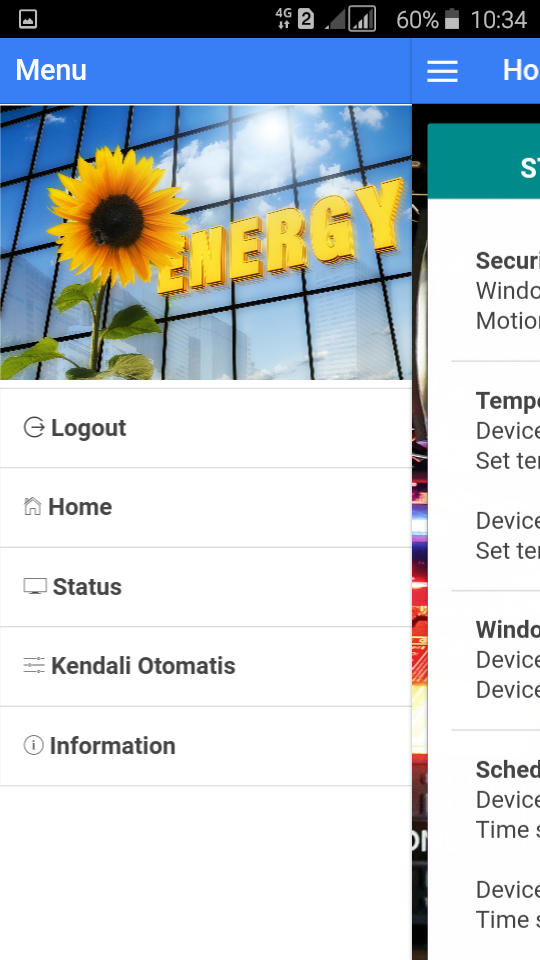 4G 2 60% 10:34
Menu
Ho
ENERGY
Logout
Home
Status
Kendali Otomatis
Information
ST
Securi
Windo
Motion
Tempe
Device
Set ter
Device
Set ter
Windo
Device
Device
Sched
Device
Time s
Device
Time s